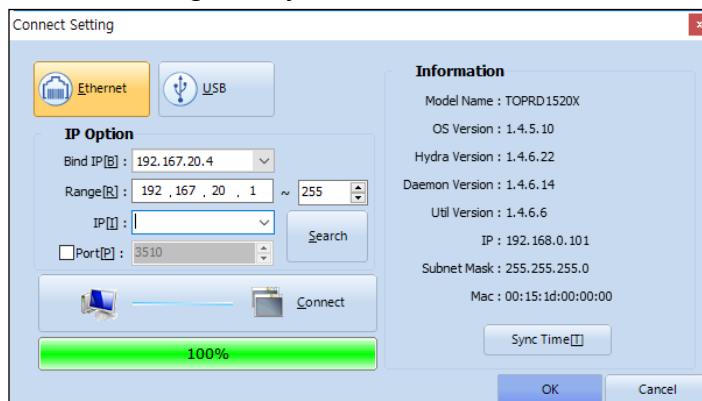 Connect Setting
Ethernet
USB
IP Option
Bind IP[B] : 192.167.20.4
Range[R] : 192 . 167 . 20 . 1 ~ 255
IP[I] :
Port[P] : 3510
Search
Connect
100%
Information
Model Name : TOPRD1520X
OS Version : 1.4.5.10
Hydra Version : 1.4.6.22
Daemon Version : 1.4.6.14
Util Version : 1.4.6.6
IP : 192.168.0.101
Subnet Mask : 255.255.255.0
Mac : 00:15:1d:00:00:00
Sync Time[T]
OK
Cancel